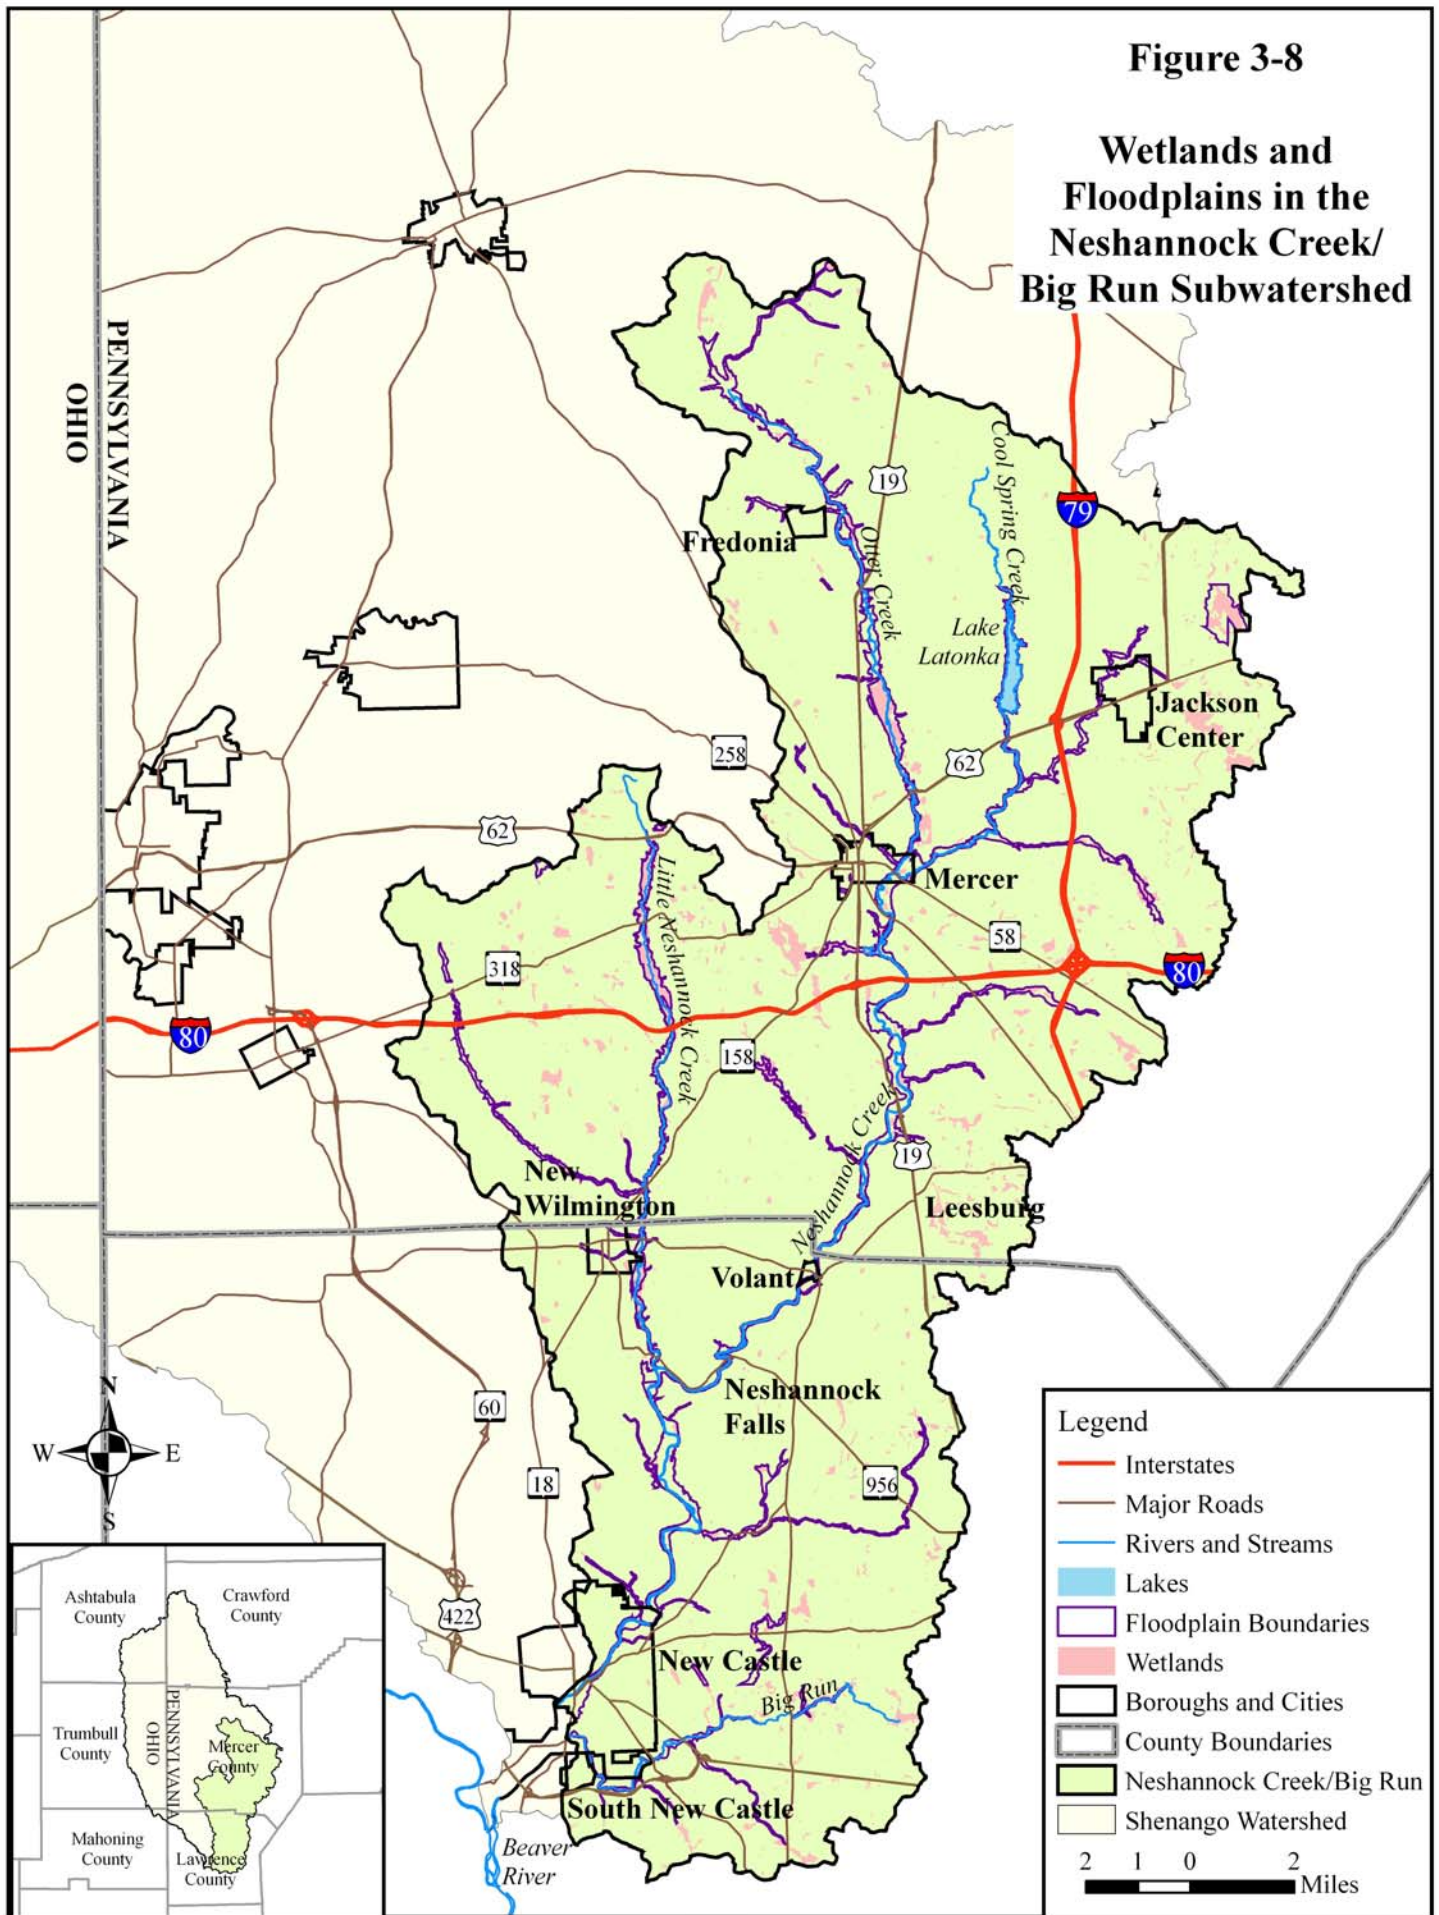 Figure 3-8
Wetlands and
Floodplains in the
Neshannock Creek/
Big Run Subwatershed
PENNSYLVANIA
OHIO
Cool Spring Creek
19
79
Fredonia
Otter Creek
Lake
Latonka
Jackson
Center
258
62
62
Mercer
Little Neshannock Creek
58
318
80
80
158
Neshannock Creek
19
New
Wilmington
Leesburg
Volant
Neshannock
Falls
60
18
956
422
New Castle
Big Run
South New Castle
Beaver
River
N
W
E
S
Ashtabula
County
Crawford
County
Trumbull
County
PENNSYLVANIA
OHIO
Mercer
County
Mahoning
County
Lawrence
County
Legend
Interstates
Major Roads
Rivers and Streams
Lakes
Floodplain Boundaries
Wetlands
Boroughs and Cities
County Boundaries
Neshannock Creek/Big Run
Shenango Watershed
2 1 0 2
Miles